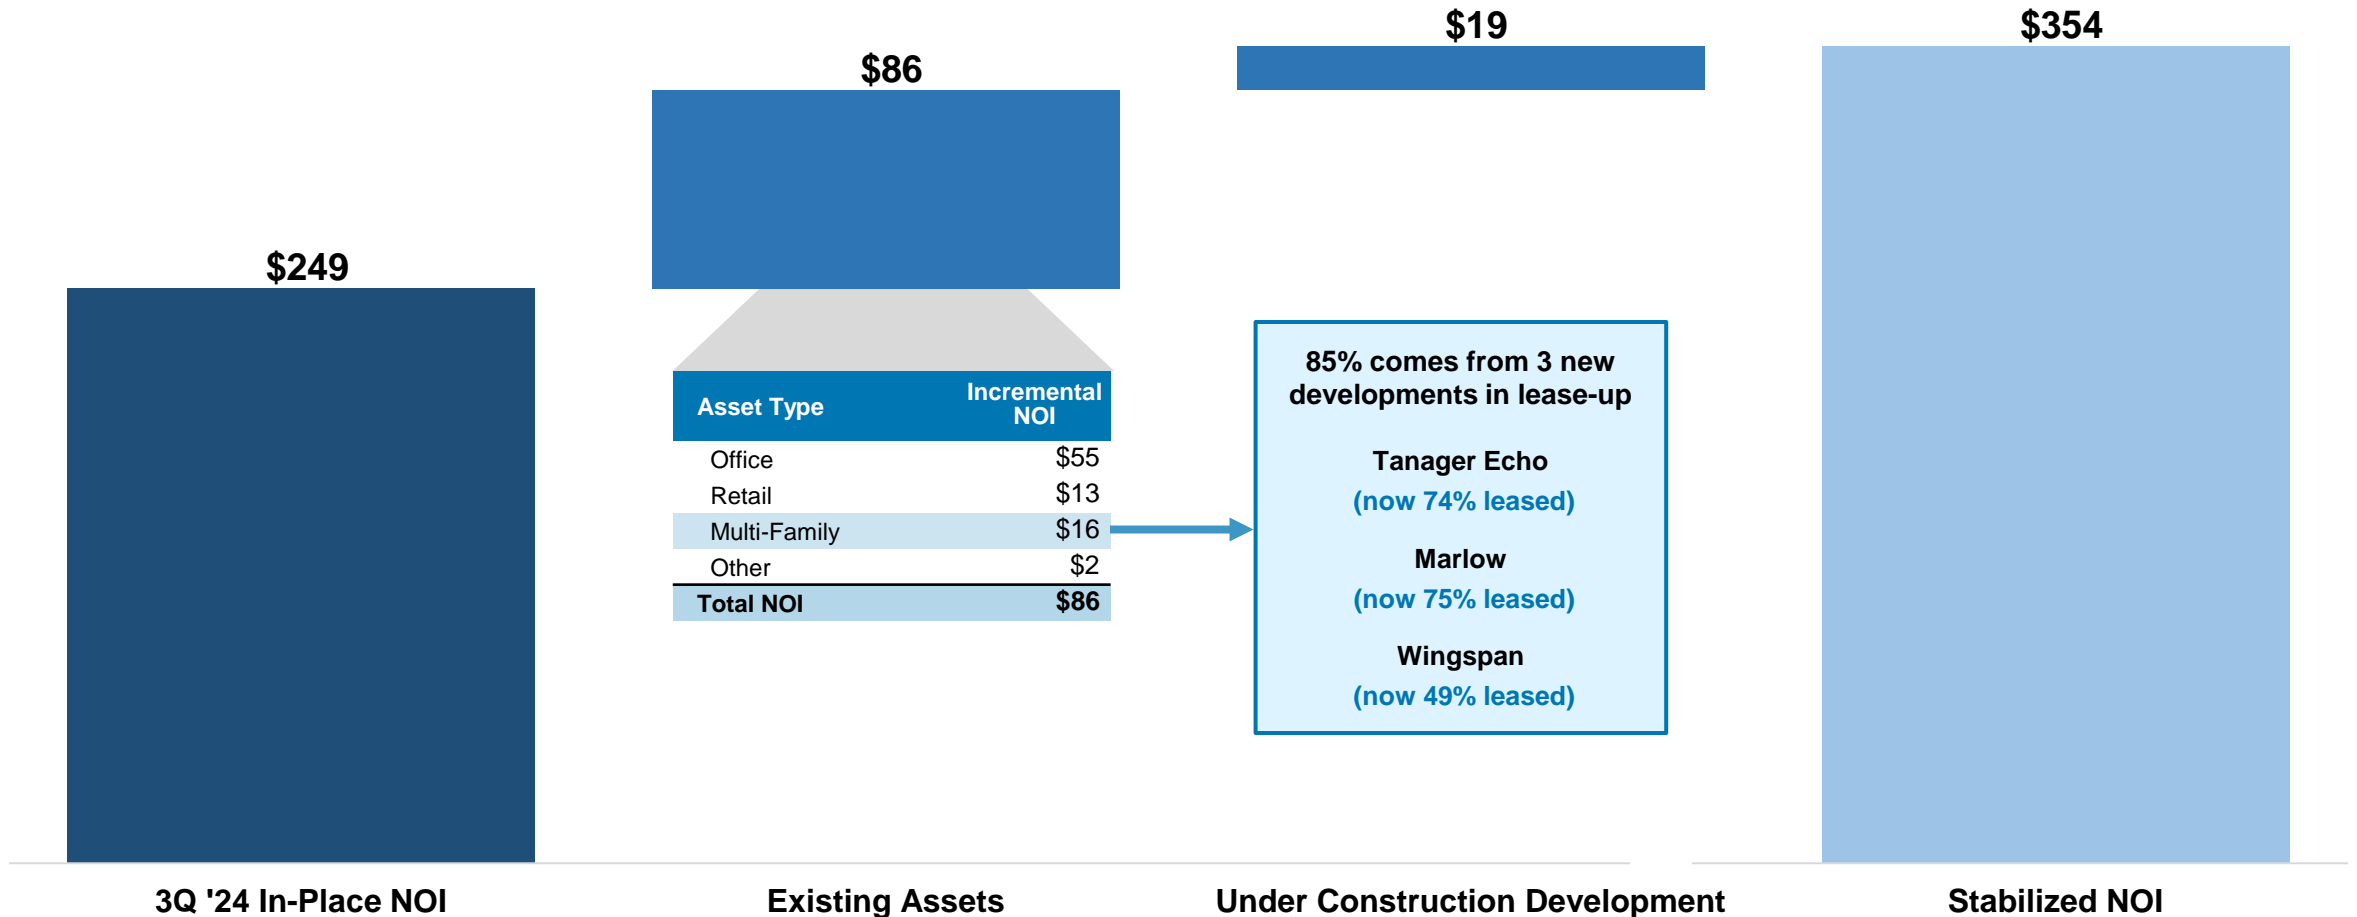 $249
$86
$19
$354
Asset Type
Incremental
NOI
Office $55
Retail $13
Multi-Family $16
Other $2
Total NOI $86
85% comes from 3 new
developments in lease-up
Tanager Echo
(now 74% leased)
Marlow
(now 75% leased)
Wingspan
(now 49% leased)
3Q '24 In-Place NOI
Existing Assets
Under Construction Development
Stabilized NOI